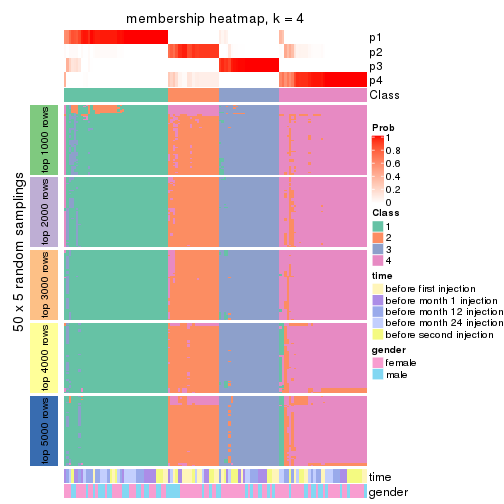 membership heatmap, k = 4
p1
p2
p3
p4
Class
50 x 5 random samplings
top 1000 rows
top 2000 rows
top 3000 rows
top 4000 rows
top 5000 rows
time
gender
Prob
1
0.8
0.6
0.4
0.2
0
Class
1
2
3
4
time
before first injection
before month 1 injection
before month 12 injection
before month 24 injection
before second injection
gender
female
male